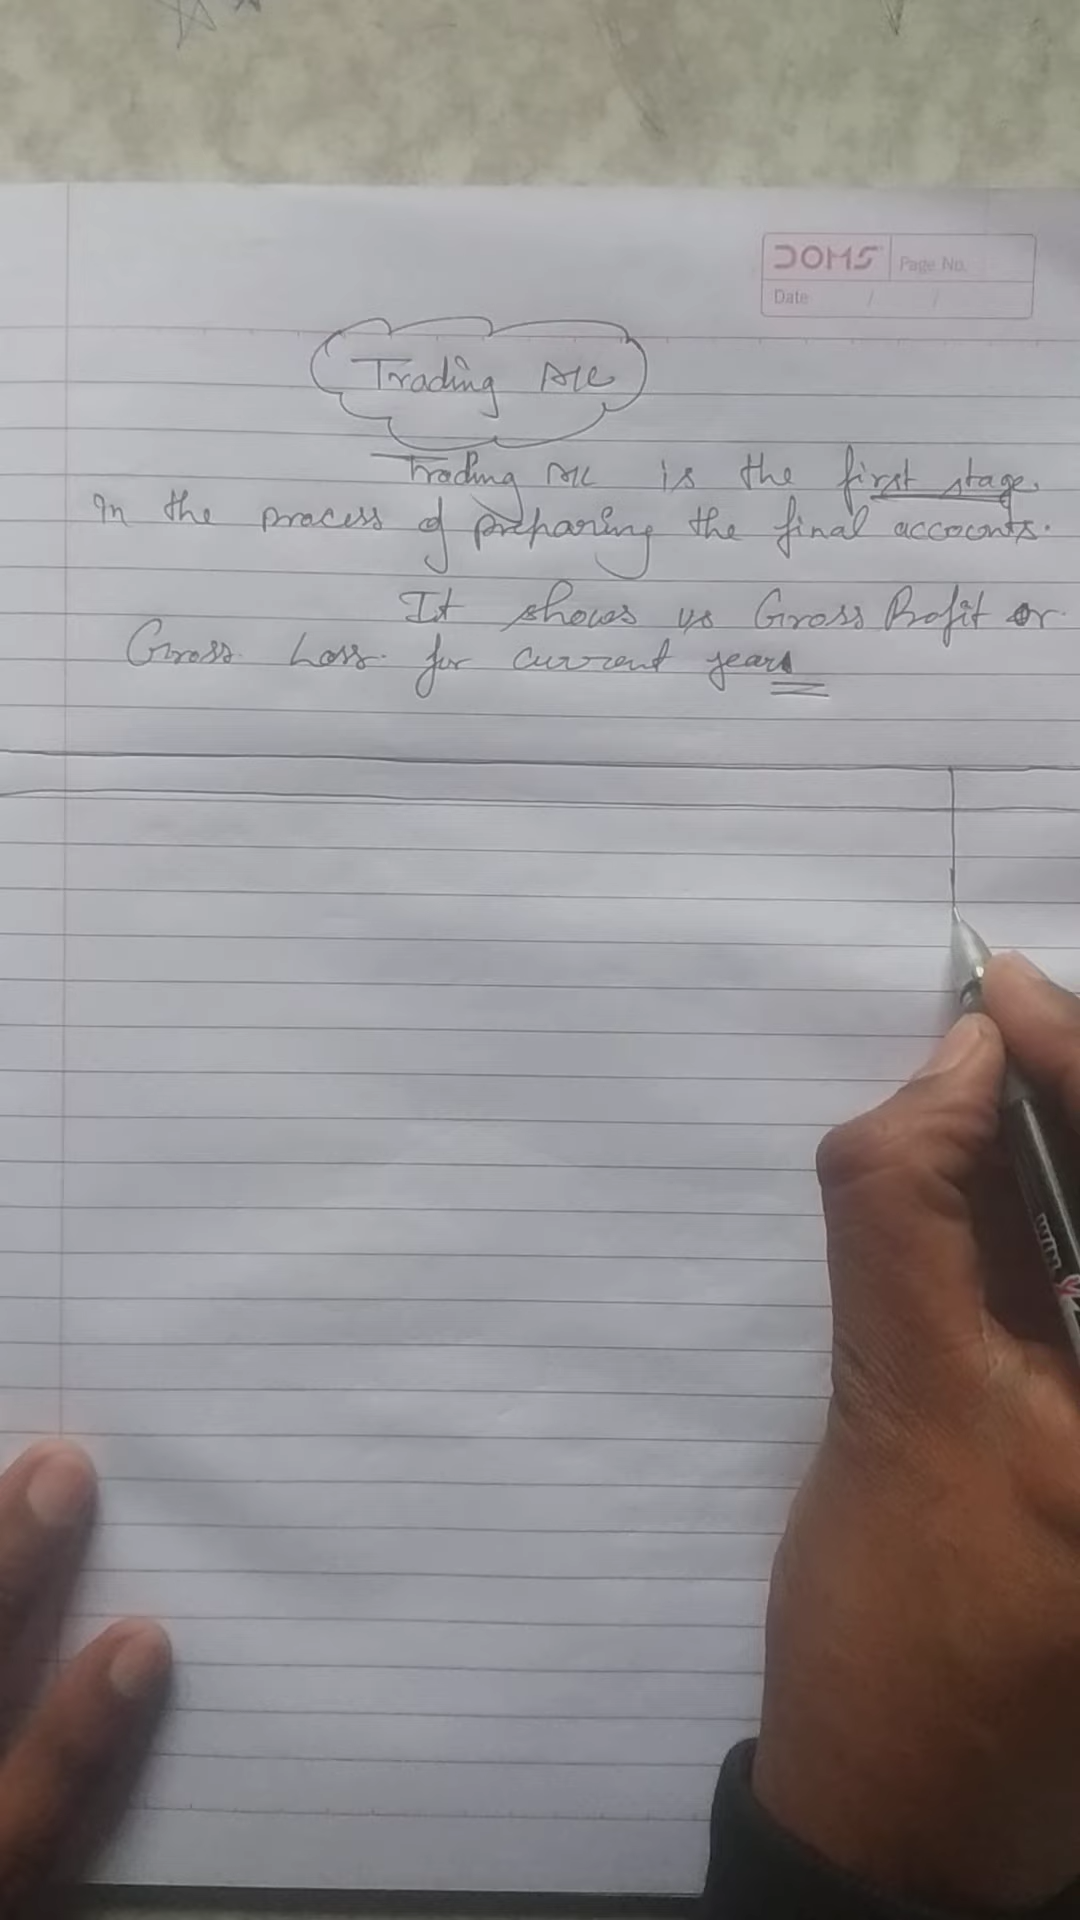 DOMS Page No.
Date / /
Trading A/C
Trading A/C is the first stage
in the process of preparing the final accounts.
It shows us Gross Profit or
Gross Loss for current year
WIN